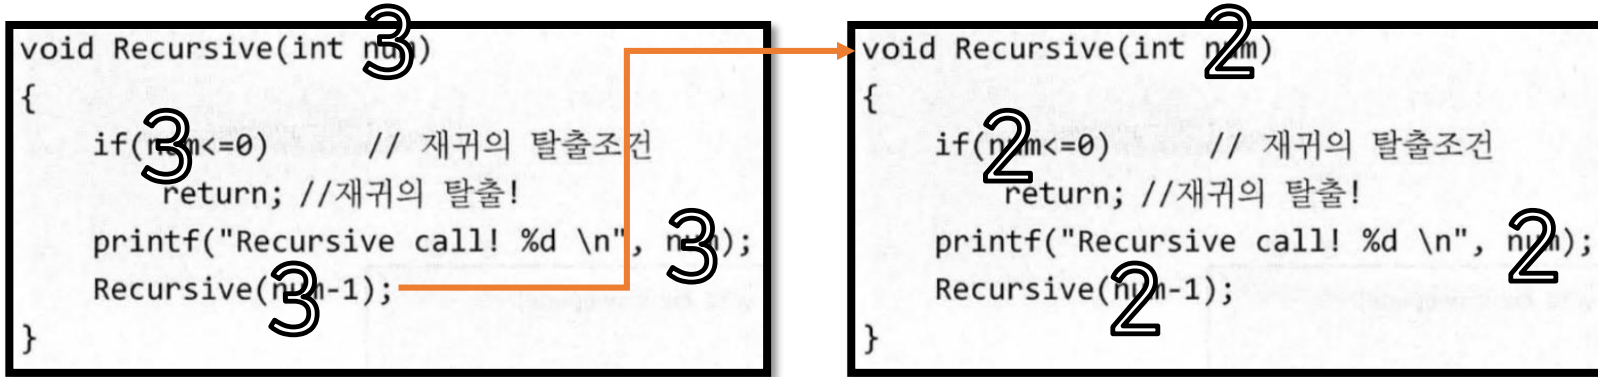 void Recursive(int num)
{
if(num<=0) // 재귀의 탈출조건
return; //재귀의 탈출!
printf("Recursive call! %d \n", num);
Recursive(num-1);
}
3
3
3
3
void Recursive(int num)
{
if(num<=0) // 재귀의 탈출조건
return; //재귀의 탈출!
printf("Recursive call! %d \n", num);
Recursive(num-1);
}
2
2
2
2